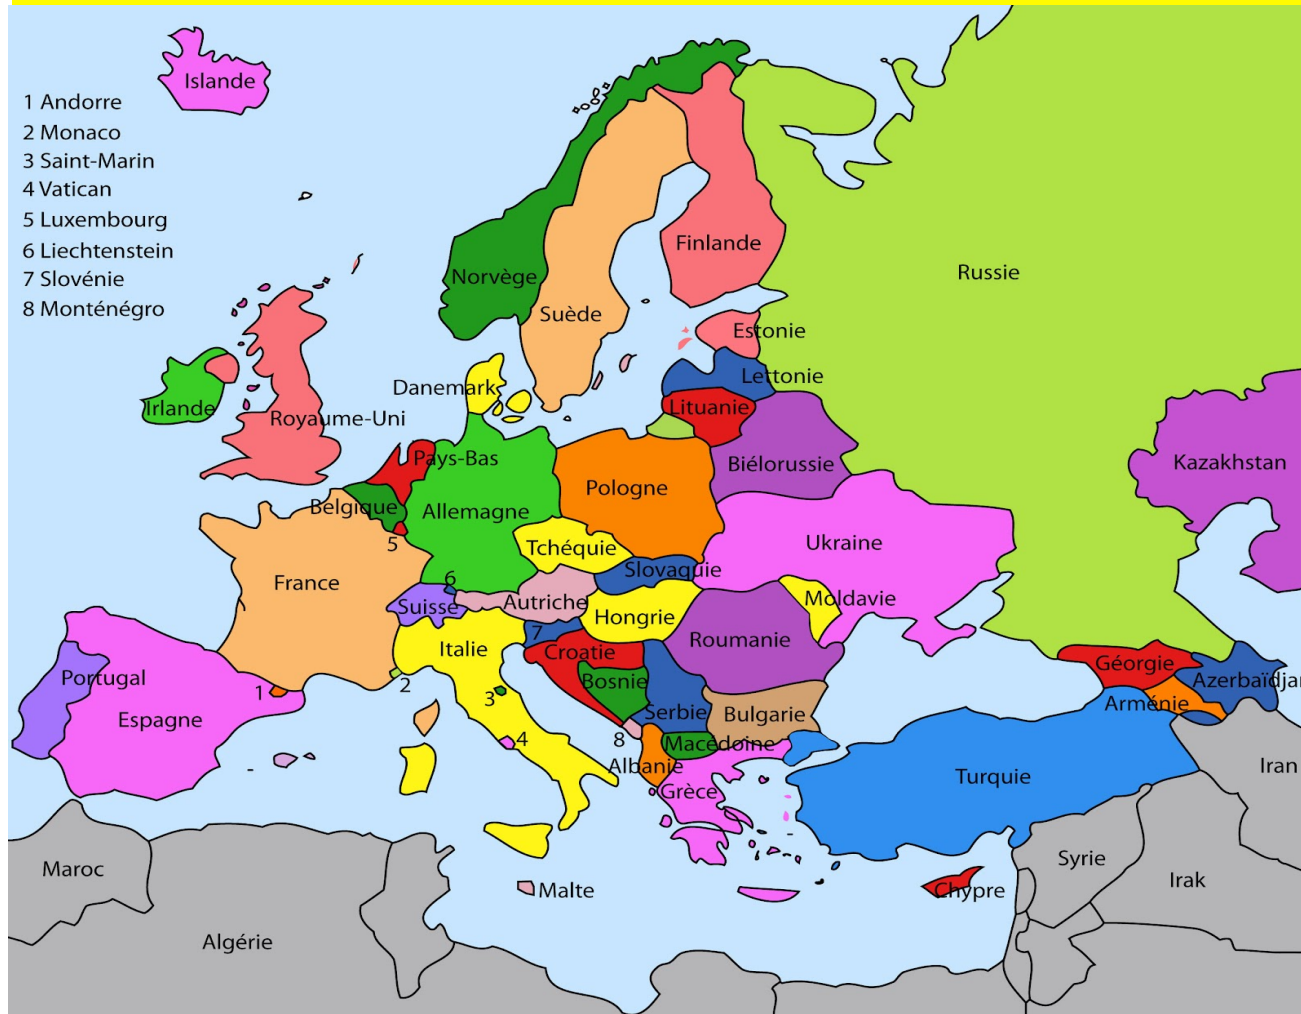 Islande
1 Andorre
2 Monaco
3 Saint-Marin
4 Vatican
5 Luxembourg
6 Liechtenstein
7 Slovénie
8 Monténégro
Finlande
Norvège
Russie
Suède
Estonie
Lettonie
Danemark
Lituanie
Irlande
Royaume-Uni
Pays-Bas
Biélorussie
Kazakhstan
Pologne
Belgique
Allemagne
5
Tchéquie
Ukraine
Slovaquie
France
6
Suisse
Autriche
Moldavie
Hongrie
7
Roumanie
Italie
Croatie
Géorgie
Portugal
Bosnie
Azerbaïdjan
1
2
3
Arménie
Espagne
Serbie
Bulgarie
4
8
Macédoine
Albanie
Iran
Turquie
Grèce
Syrie
Maroc
Irak
Malte
Chypre
Algérie